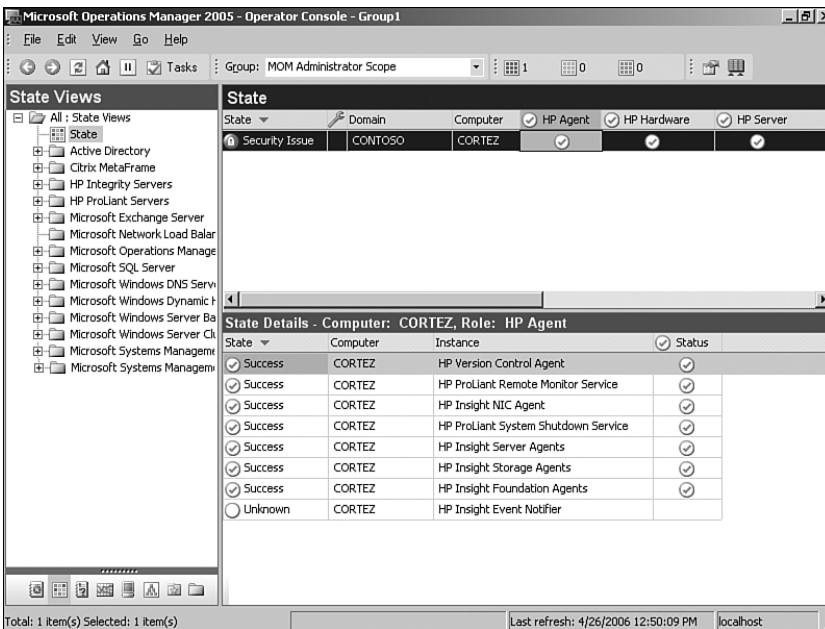 Microsoft Operations Manager 2005 - Operator Console - Group1
File Edit View Go Help
Tasks Group: MOM Administrator Scope 1 0 0
State Views
All : State Views
State
Active Directory
Citrix MetaFrame
HP Integrity Servers
HP ProLiant Servers
Microsoft Exchange Server
Microsoft Network Load Balar
Microsoft Operations Manage
Microsoft SQL Server
Microsoft Windows DNS Serv
Microsoft Windows Dynamic H
Microsoft Windows Server Ba
Microsoft Windows Server Clu
Microsoft Systems Manageme
Microsoft Systems Managem
State
State Domain Computer HP Agent HP Hardware HP Server
Security Issue CONTOSO CORTEZ
State Details - Computer: CORTEZ, Role: HP Agent
State Computer Instance Status
Success CORTEZ HP Version Control Agent
Success CORTEZ HP ProLiant Remote Monitor Service
Success CORTEZ HP Insight NIC Agent
Success CORTEZ HP ProLiant System Shutdown Service
Success CORTEZ HP Insight Server Agents
Success CORTEZ HP Insight Storage Agents
Success CORTEZ HP Insight Foundation Agents
Unknown CORTEZ HP Insight Event Notifier
Total: 1 item(s) Selected: 1 item(s) Last refresh: 4/26/2006 12:50:09 PM localhost